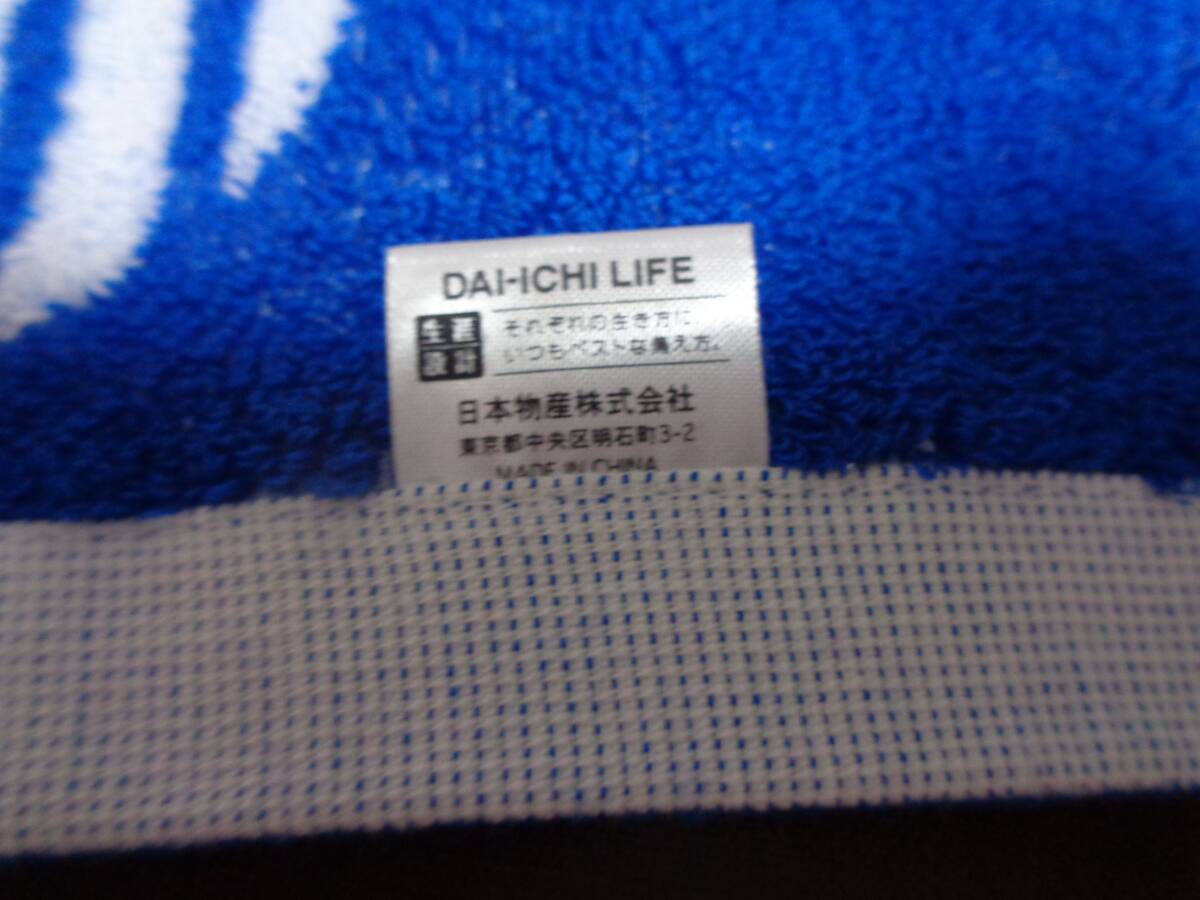 DAI-ICHI LIFE
生涯
設計
それぞれの生き方に、
いつもベストな備え方。
日本物産株式会社
東京都中央区明石町3-2
MADE IN CHINA